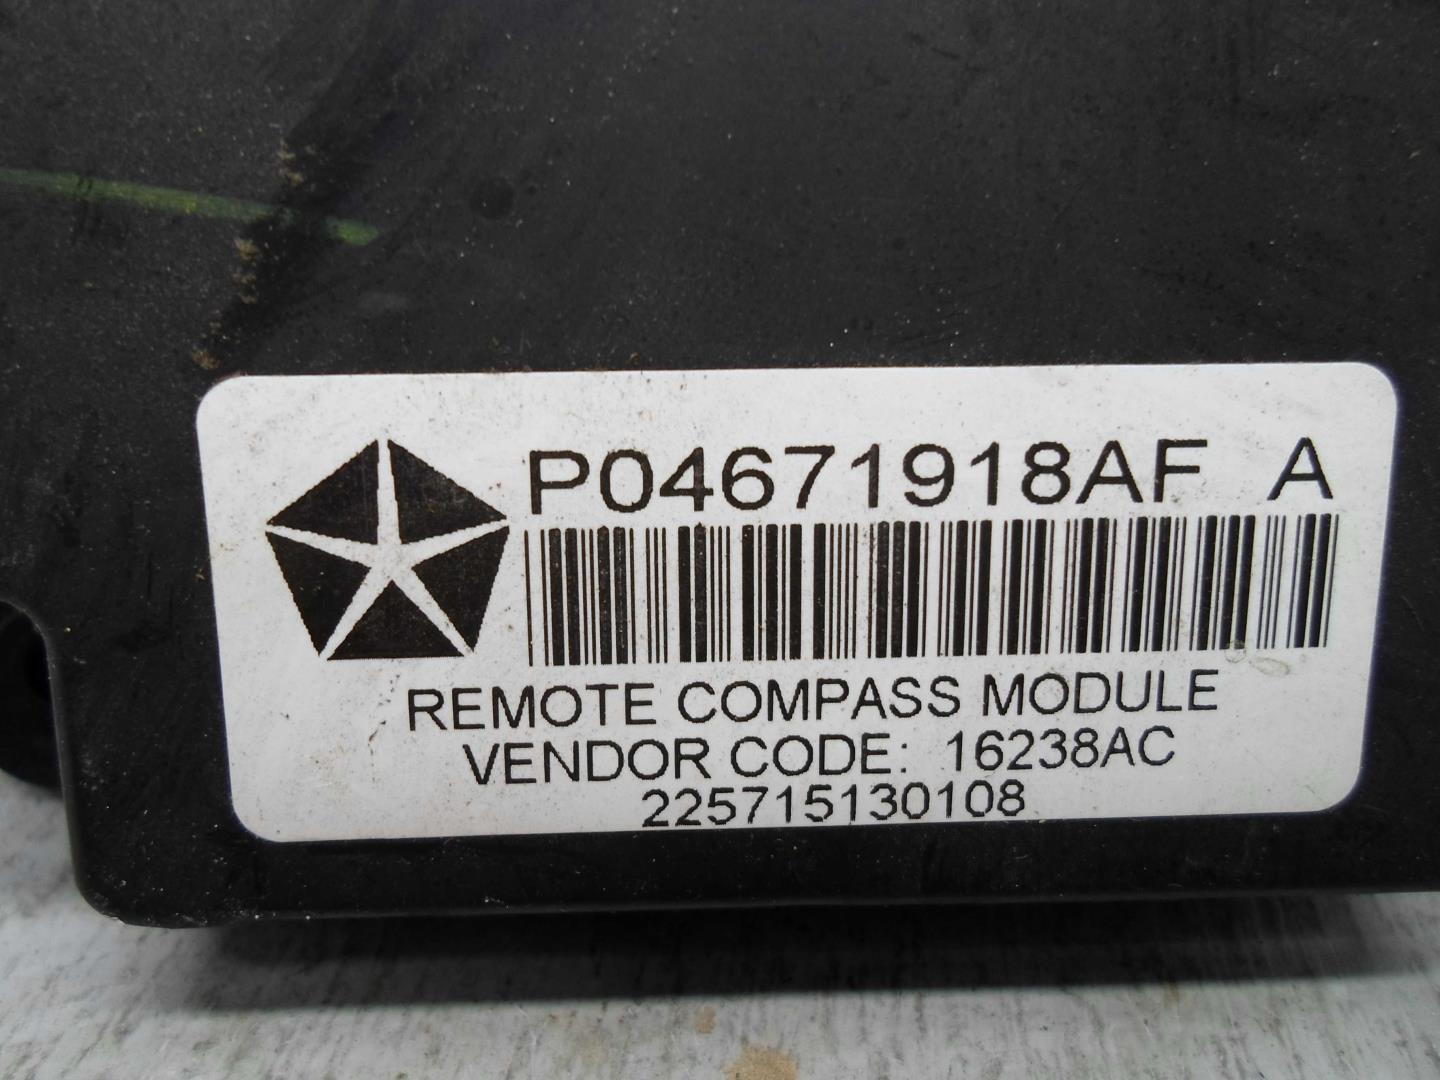 P04671918AF A
REMOTE COMPASS MODULE
VENDOR CODE: 16238AC
225715130108